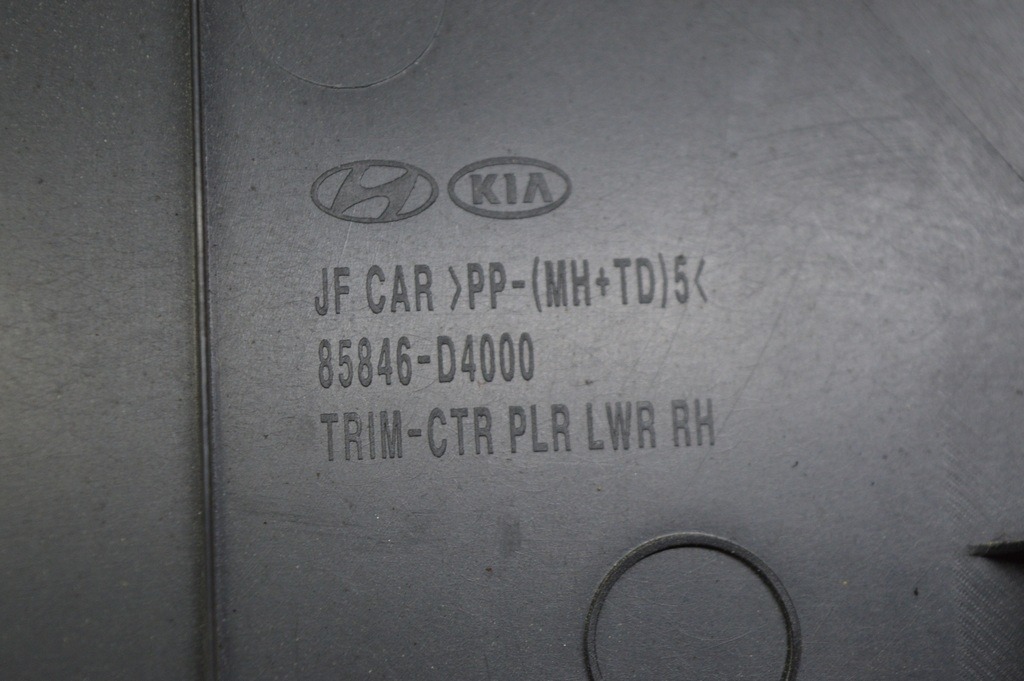 KIA
JF CAR >PP-(MH+TD)5<
85846-D4000
TRIM-CTR PLR LWR RH